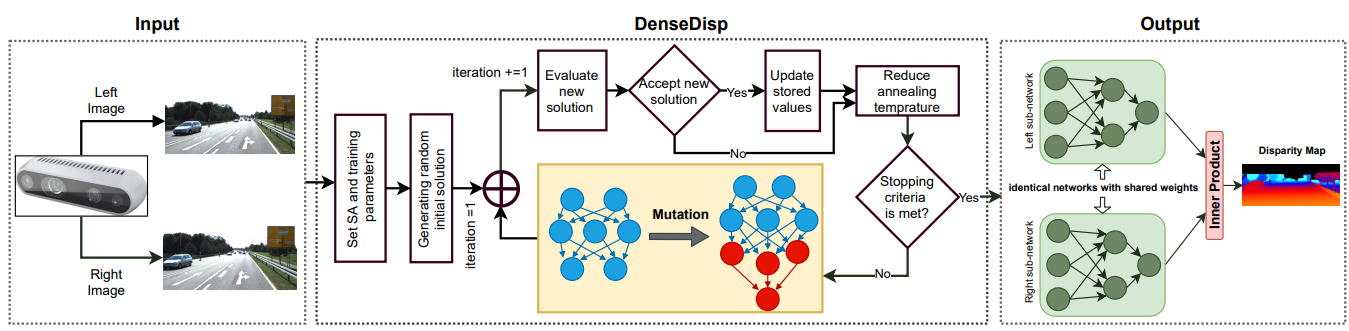 Input
DenseDisp
Output
Left
Image
Right
Image
Set SA and training
parameters
Generating random
initial solution
iteration =1
iteration +=1
Evaluate
new
solution
Accept new
solution
Yes
No
Update
stored
values
Reduce
annealing
temprature
Mutation
Stopping
criteria
is met?
No
Yes
Left sub-network
identical networks with shared weights
Right sub-network
Inner Product
Disparity Map